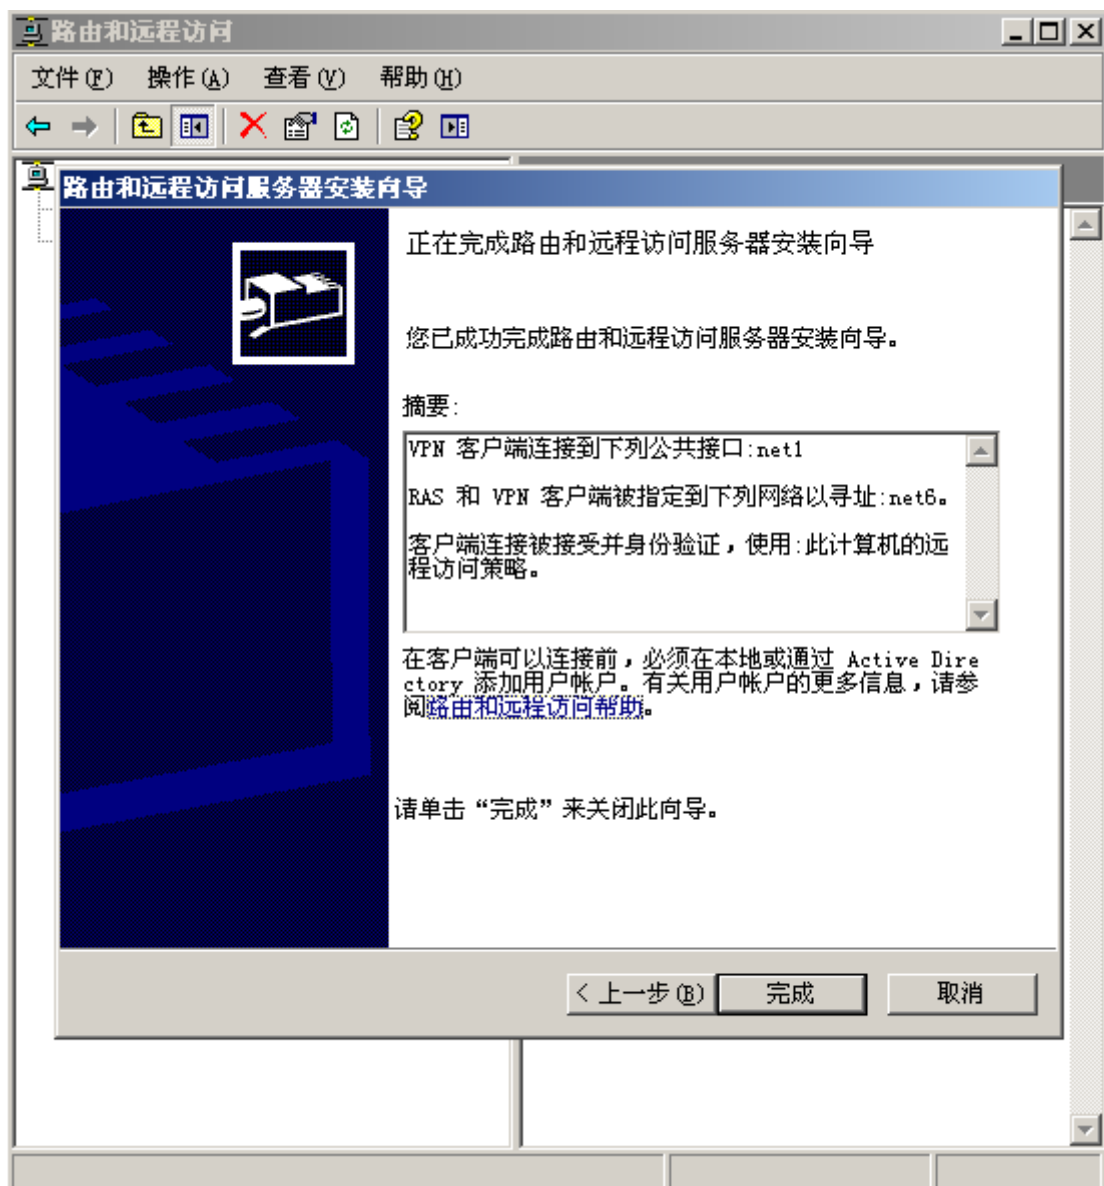 路由和远程访问
文件(F) 操作(A) 查看(V) 帮助(H)
路由和远程访问服务器安装向导
正在完成路由和远程访问服务器安装向导
您已成功完成路由和远程访问服务器安装向导。
摘要:
VPN 客户端连接到下列公共接口:net1
RAS 和 VPN 客户端被指定到下列网络以寻址:net6。
客户端连接被接受并身份验证，使用:此计算机的远
程访问策略。
在客户端可以连接前，必须在本地或通过 Active Dire
ctory 添加用户帐户。有关用户帐户的更多信息，请参
阅路由和远程访问帮助。
请单击“完成”来关闭此向导。
< 上一步(B) 完成 取消